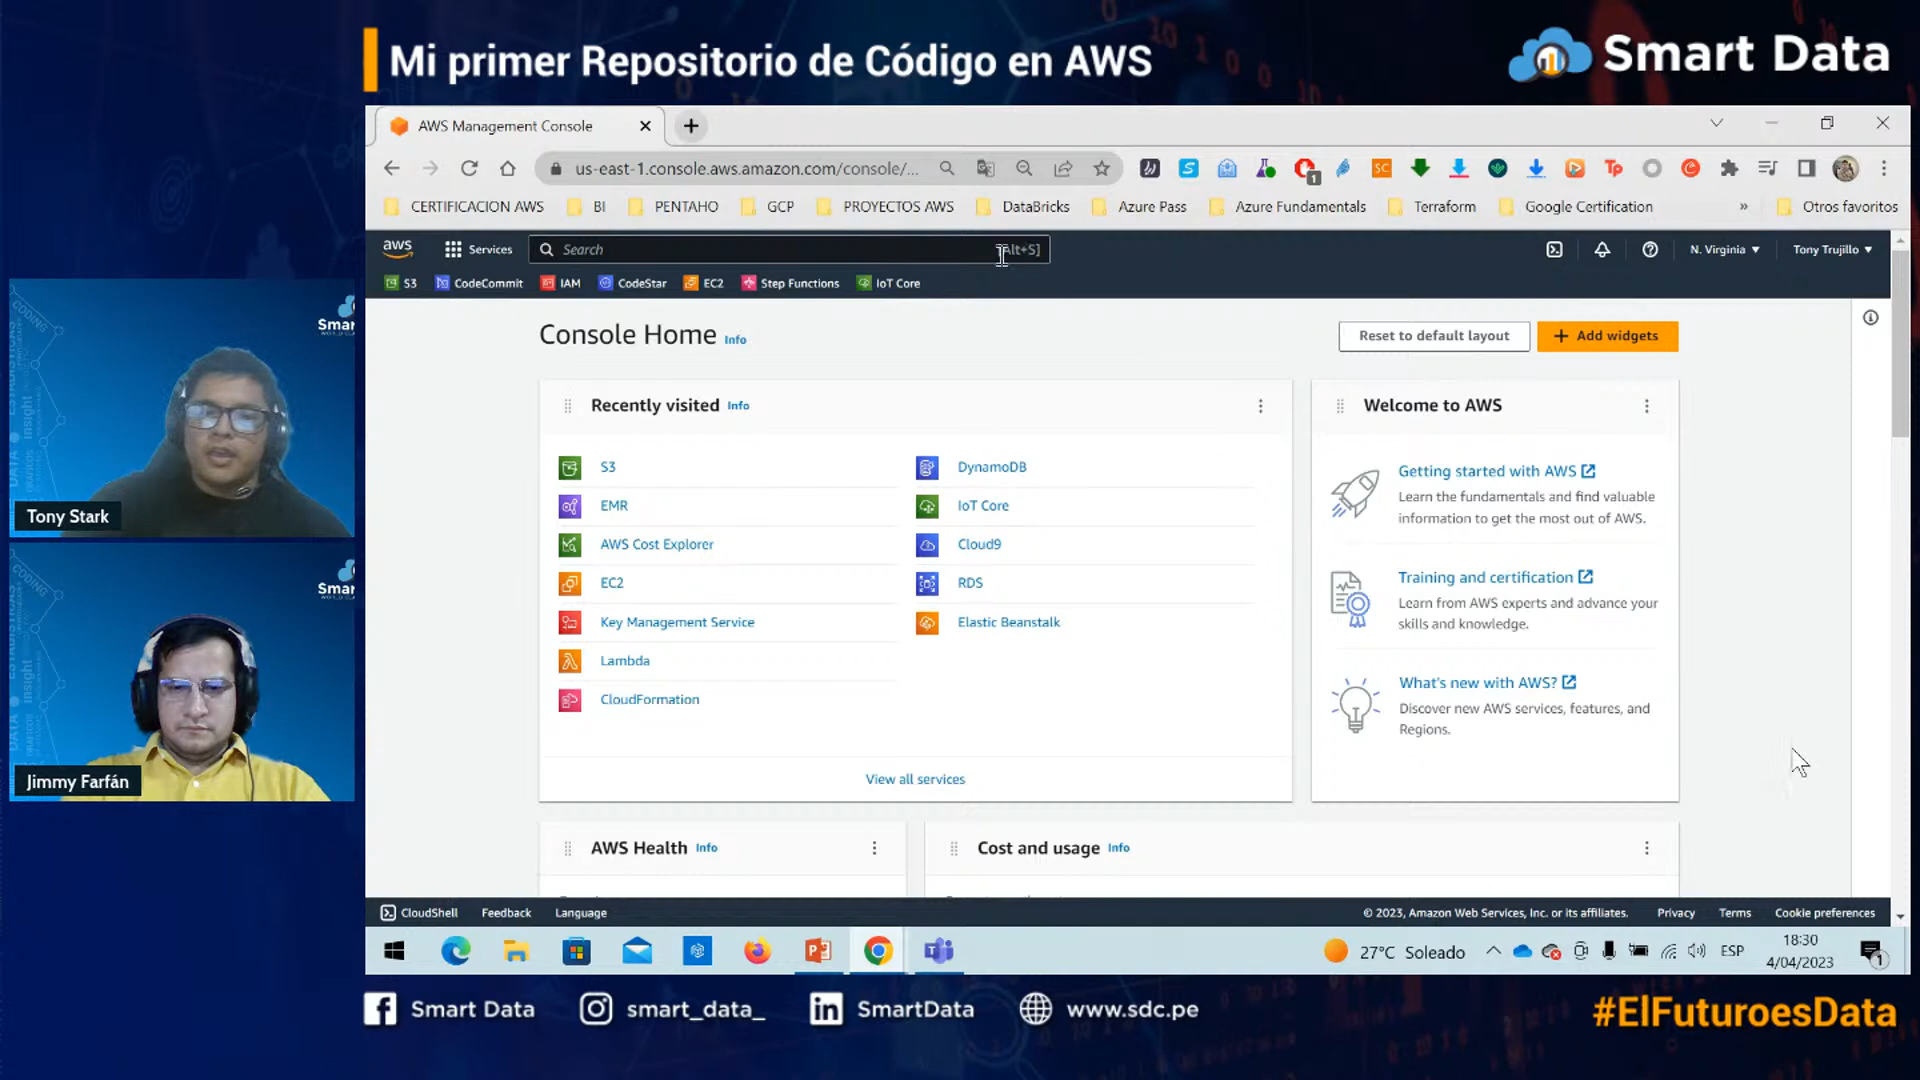 Mi primer Repositorio de Código en AWS
Smart Data
AWS Management Console
us-east-1.console.aws.amazon.com/console/...
1
CERTIFICACION AWS
BI
PENTAHO
GCP
PROYECTOS AWS
DataBricks
Azure Pass
Azure Fundamentals
Terraform
Google Certification
»
Otros favoritos
aws
Services
Search
N. Virginia
Tony Trujillo
S3
CodeCommit
IAM
CodeStar
EC2
Step Functions
IoT Core
Console Home Info
Reset to default layout
+ Add widgets
Recently visited Info
S3
EMR
AWS Cost Explorer
EC2
Key Management Service
Lambda
CloudFormation
DynamoDB
IoT Core
Cloud9
RDS
Elastic Beanstalk
View all services
Welcome to AWS
Getting started with AWS
Learn the fundamentals and find valuable
information to get the most out of AWS.
Training and certification
Learn from AWS experts and advance your
skills and knowledge.
What's new with AWS?
Discover new AWS services, features, and
Regions.
AWS Health Info
Cost and usage Info
CloudShell
Feedback
Language
© 2023, Amazon Web Services, Inc. or its affiliates.
Privacy
Terms
Cookie preferences
27°C Soleado
ESP
18:30
4/04/2023
1
Tony Stark
Jimmy Farfán
Smart Data
smart_data_
SmartData
www.sdc.pe
#ElFuturoesData